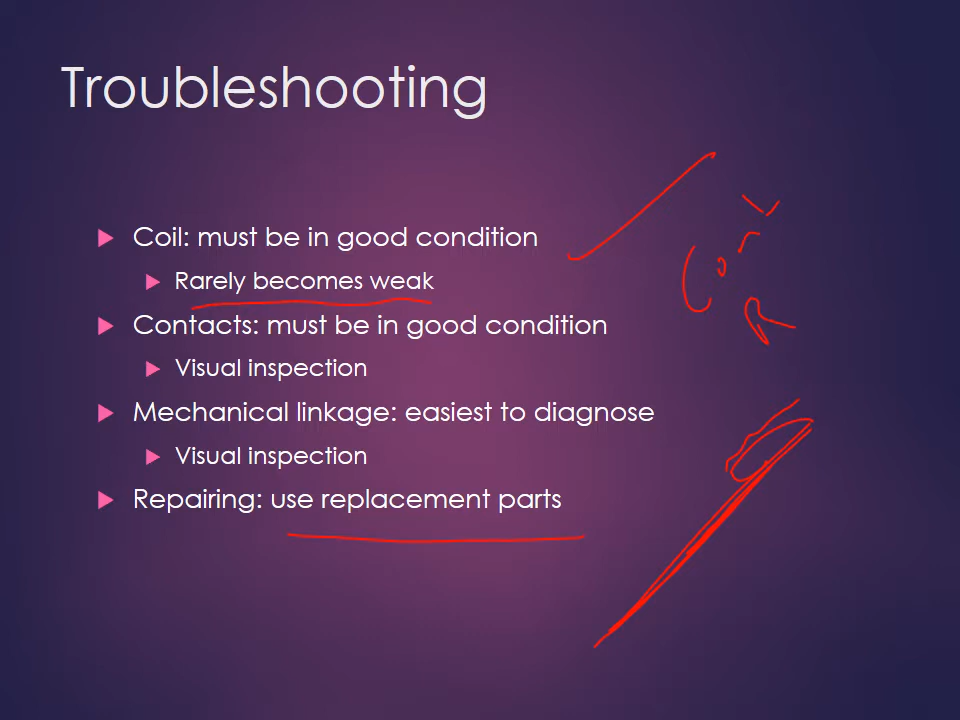 Troubleshooting
Coil: must be in good condition
Rarely becomes weak
Contacts: must be in good condition
Visual inspection
Mechanical linkage: easiest to diagnose
Visual inspection
Repairing: use replacement parts